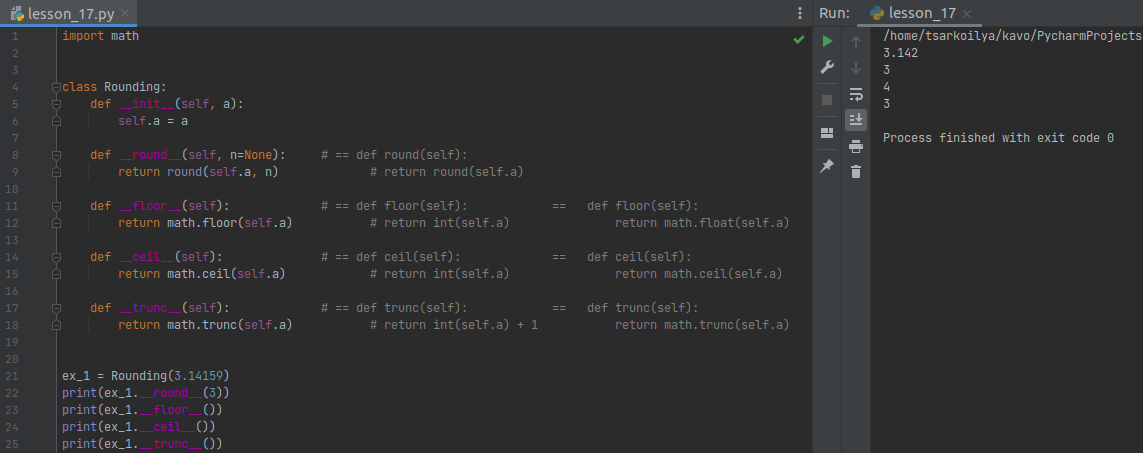 lesson_17.py
1 import math
2
3
4 class Rounding:
5     def __init__(self, a):
6         self.a = a
7
8     def __round__(self, n=None):     # == def round(self):
9         return round(self.a, n)             # return round(self.a)
10
11     def __floor__(self):             # == def floor(self):            ==   def floor(self):
12         return math.floor(self.a)           # return int(self.a)               return math.float(self.a)
13
14     def __ceil__(self):              # == def ceil(self):             ==   def ceil(self):
15         return math.ceil(self.a)            # return int(self.a)               return math.ceil(self.a)
16
17     def __trunc__(self):             # == def trunc(self):            ==   def trunc(self):
18         return math.trunc(self.a)           # return int(self.a) + 1           return math.trunc(self.a)
19
20
21 ex_1 = Rounding(3.14159)
22 print(ex_1.__round__(3))
23 print(ex_1.__floor__())
24 print(ex_1.__ceil__())
25 print(ex_1.__trunc__())
Run: lesson_17
/home/tsarkoilya/kavo/PycharmProjects
3.142
3
4
3
Process finished with exit code 0